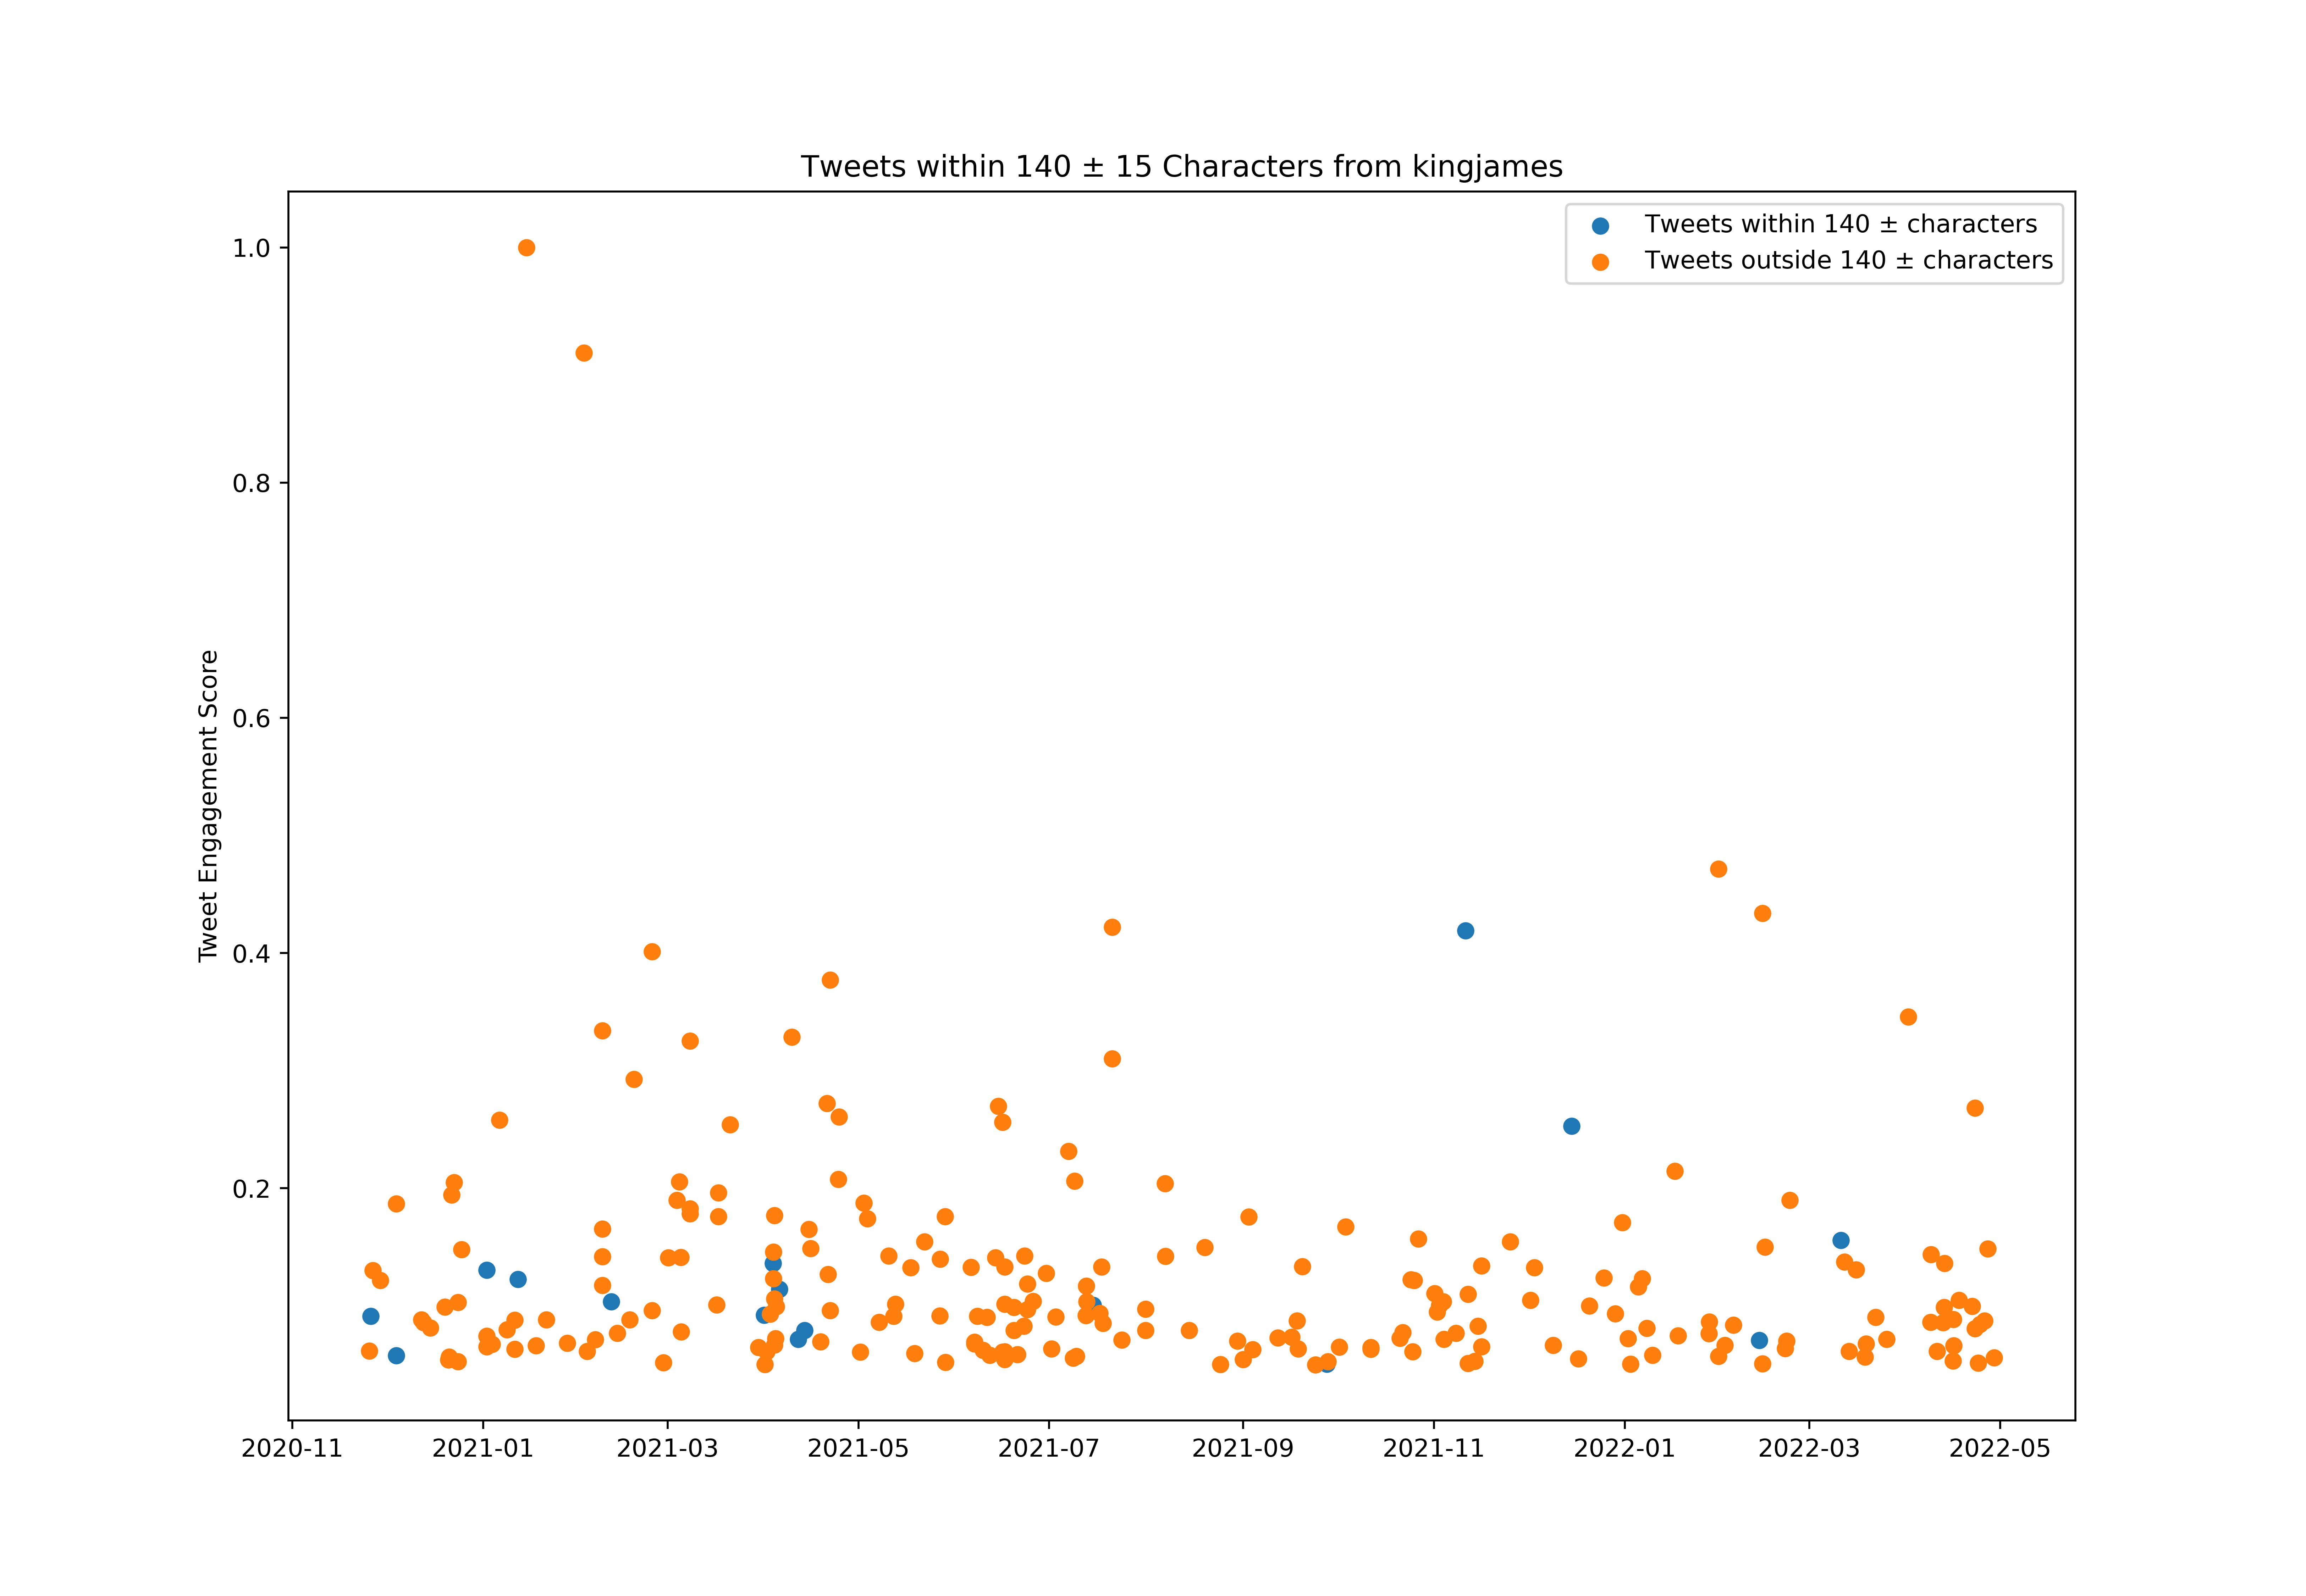 Tweets within 140 ± 15 Characters from kingjames
Tweets within 140 ± characters
Tweets outside 140 ± characters
Tweet Engagement Score
1.0
0.8
0.6
0.4
0.2
2020-11 2021-01 2021-03 2021-05 2021-07 2021-09 2021-11 2022-01 2022-03 2022-05